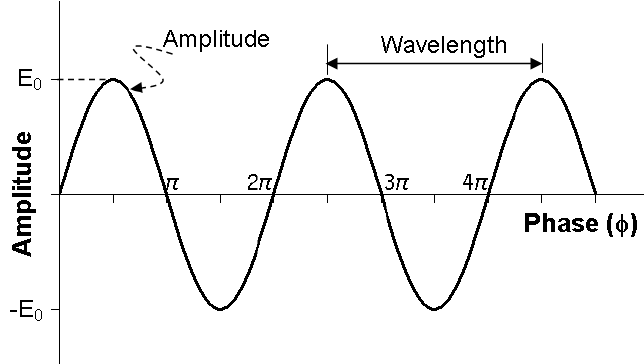 Amplitude
Wavelength
E₀
Amplitude
π
2π
3π
4π
Phase (ϕ)
-E₀